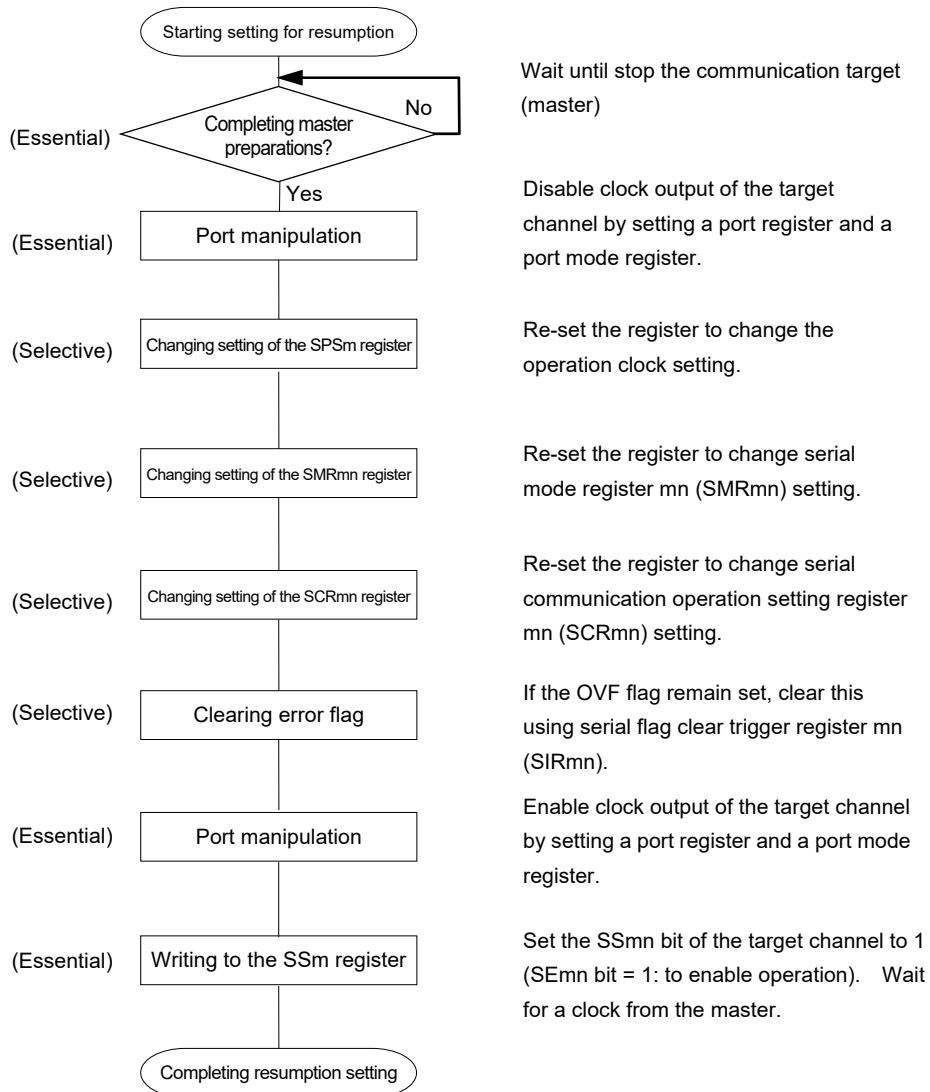 Starting setting for resumption
Wait until stop the communication target
(master)
No
(Essential)
Completing master
preparations?
Yes
Disable clock output of the target
channel by setting a port register and a
port mode register.
(Essential)
Port manipulation
(Selective)
Changing setting of the SPSm register
Re-set the register to change the
operation clock setting.
(Selective)
Changing setting of the SMRmn register
Re-set the register to change serial
mode register mn (SMRmn) setting.
(Selective)
Changing setting of the SCRmn register
Re-set the register to change serial
communication operation setting register
mn (SCRmn) setting.
(Selective)
Clearing error flag
If the OVF flag remain set, clear this
using serial flag clear trigger register mn
(SIRmn).
(Essential)
Port manipulation
Enable clock output of the target channel
by setting a port register and a port mode
register.
(Essential)
Writing to the SSm register
Set the SSmn bit of the target channel to 1
(SEmn bit = 1: to enable operation). Wait
for a clock from the master.
Completing resumption setting